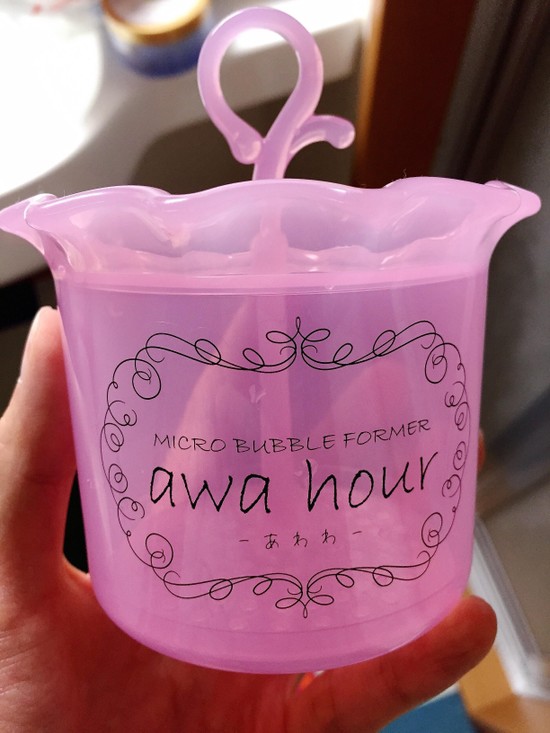 MICRO BUBBLE FORMER
awa hour
- あわわ -